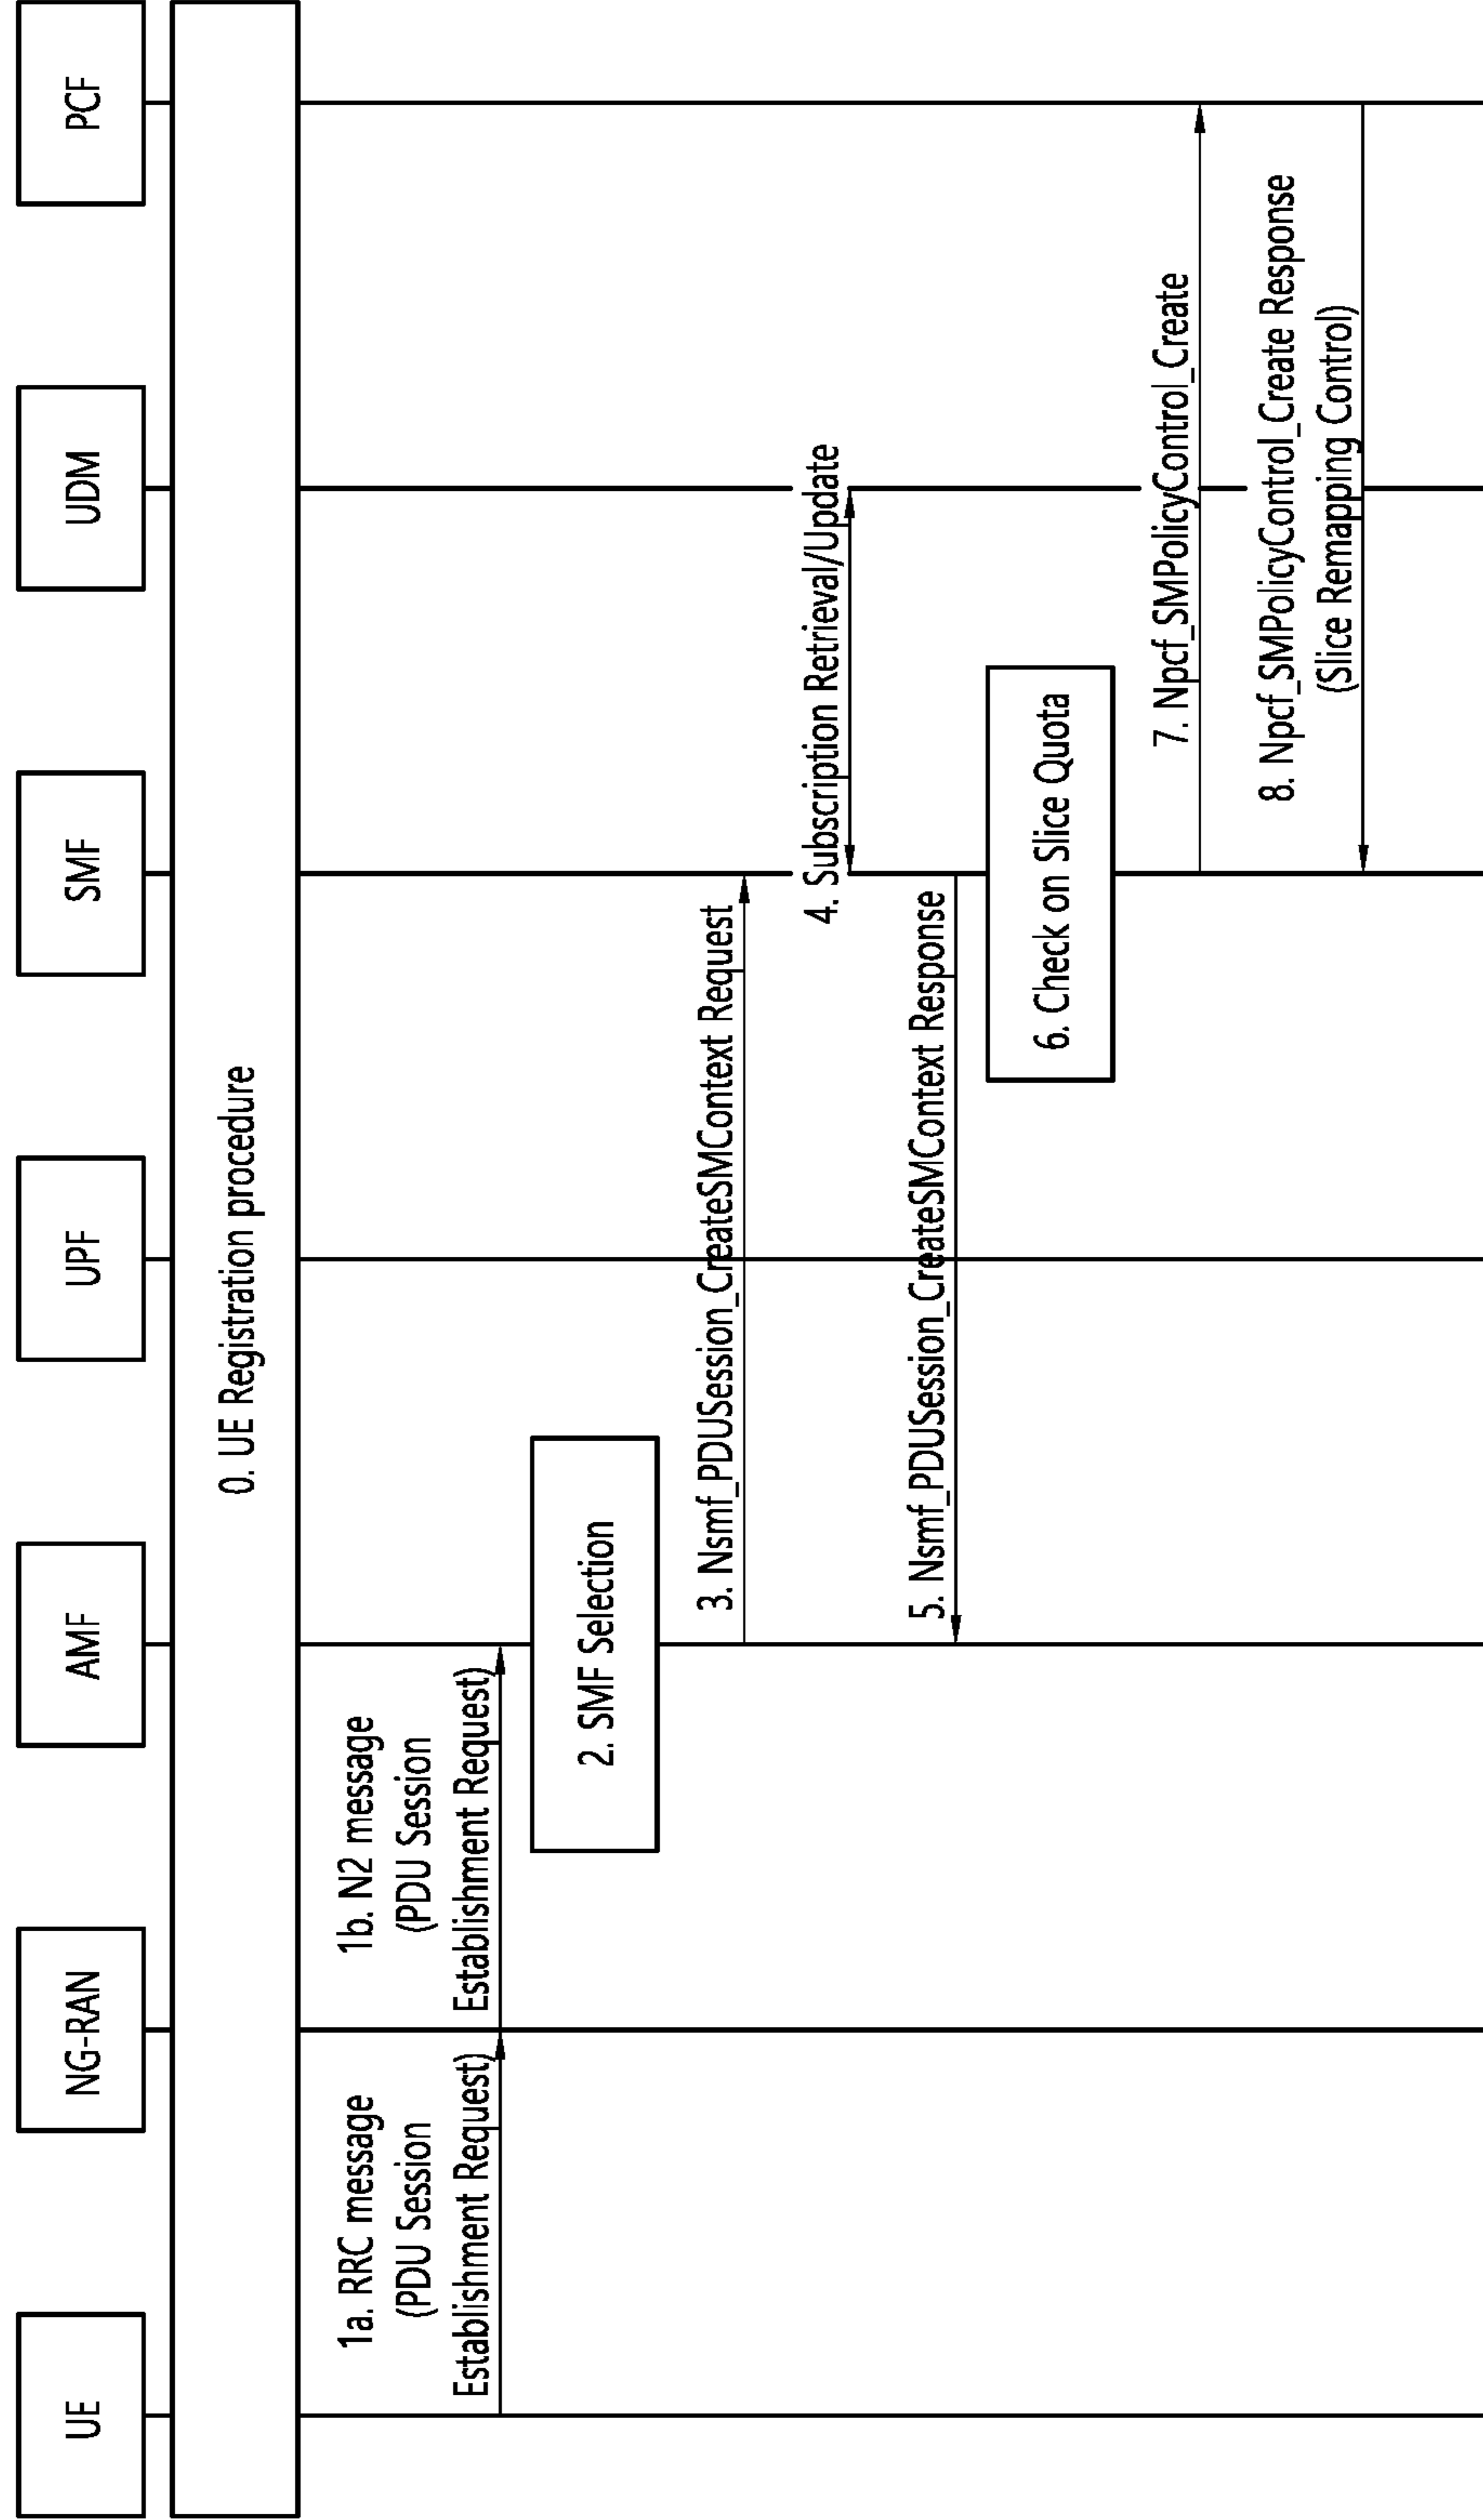 UE
NG-RAN
AMF
UPF
SMF
UDM
PCF
0. UE Registration procedure
1a. RRC message
(PDU Session
Establishment Request)
1b. N2 message
(PDU Session
Establishment Request)
2. SMF Selection
3. Nsmf_PDUSession_CreateSMContext Request
4. Subscription Retrieval/Update
5. Nsmf_PDUSession_CreateSMContext Response
6. Check on Slice Quota
7. Npcf_SMPolicyControl_Create
8. Npcf_SMPolicyControl_Create Response
(Slice Remapping Control)